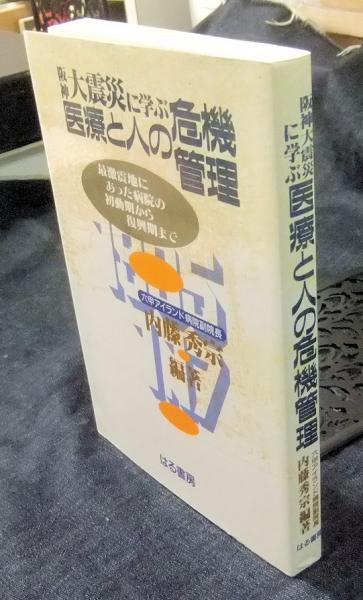 阪神大震災に学ぶ
医療と人の危機管理
最激震地に
あった病院の
初動期から
復興期まで
六甲アイランド病院副院長
内藤秀宗
編著
はる書房
阪神大震災に学ぶ
医療と人の危機管理
六甲アイランド病院副院長
内藤秀宗編著
はる書房